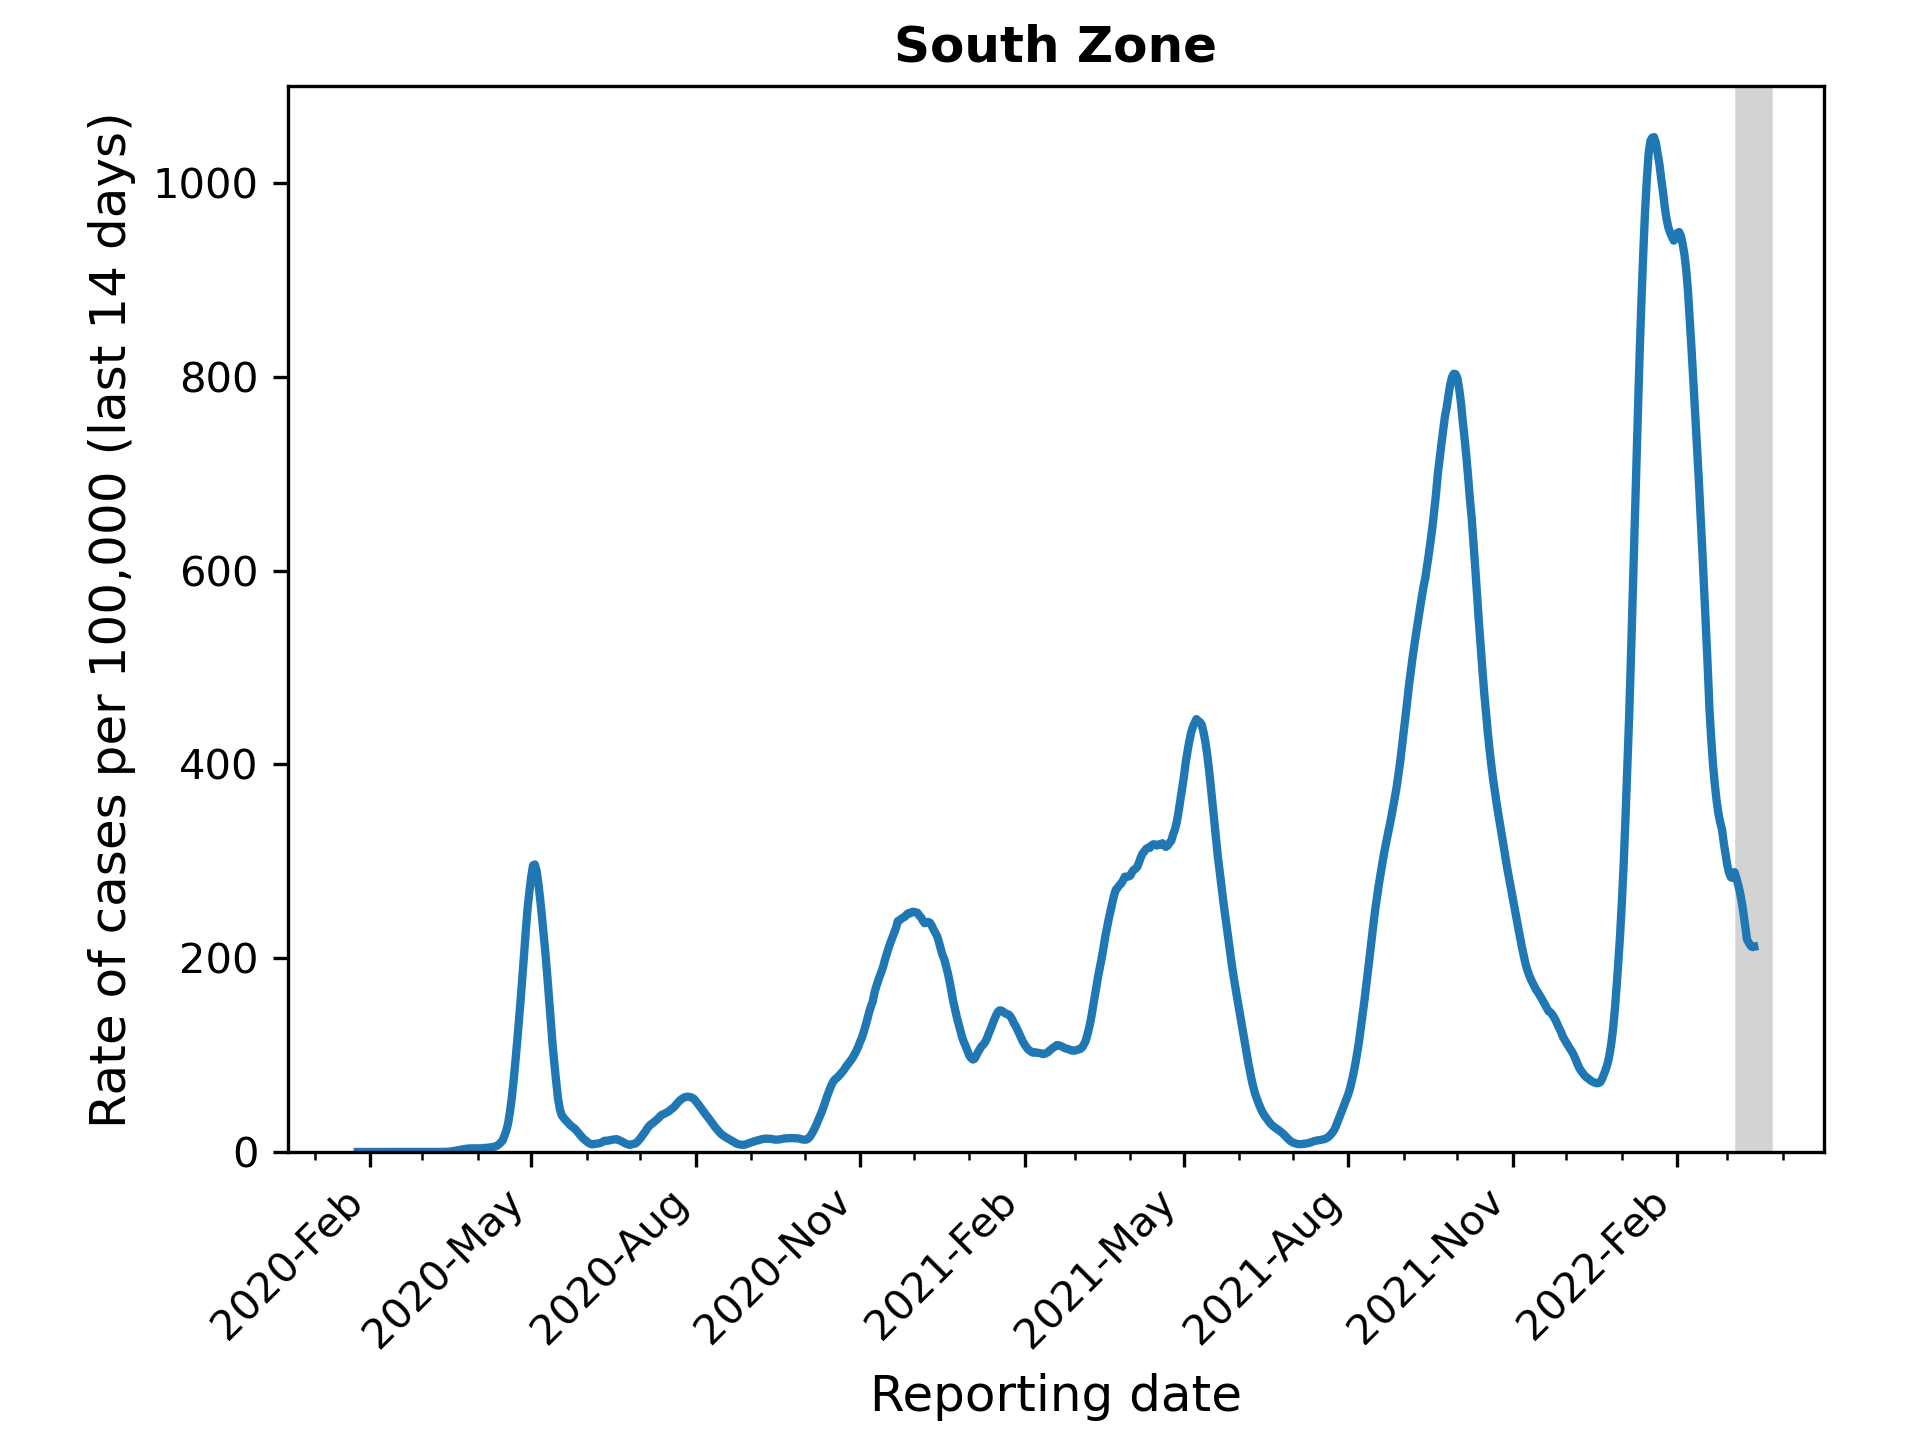 South Zone
Rate of cases per 100,000 (last 14 days)
1000
800
600
400
200
0
2020-Feb
2020-May
2020-Aug
2020-Nov
2021-Feb
2021-May
2021-Aug
2021-Nov
2022-Feb
Reporting date